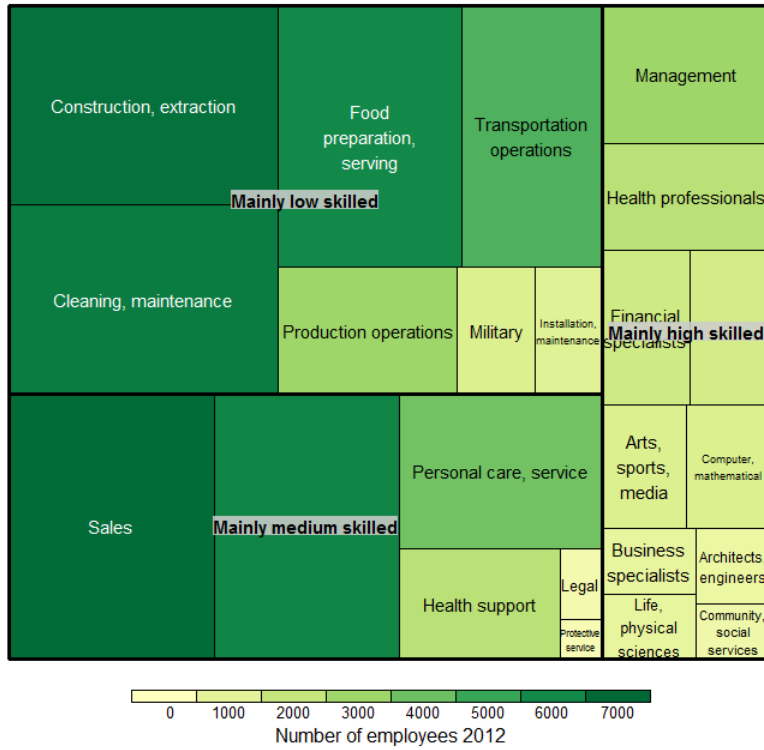 Construction, extraction
Food
preparation,
serving
Transportation
operations
Mainly low skilled
Cleaning, maintenance
Production operations
Military
Installation,
maintenance
Management
Health professionals
Financial
specialists
Mainly high skilled
Arts,
sports,
media
Computer,
mathematical
Business
specialists
Architects,
engineers
Life,
physical
sciences
Community,
social
services
Sales
Mainly medium skilled
Personal care, service
Health support
Legal
Protective
service
0 1000 2000 3000 4000 5000 6000 7000
Number of employees 2012